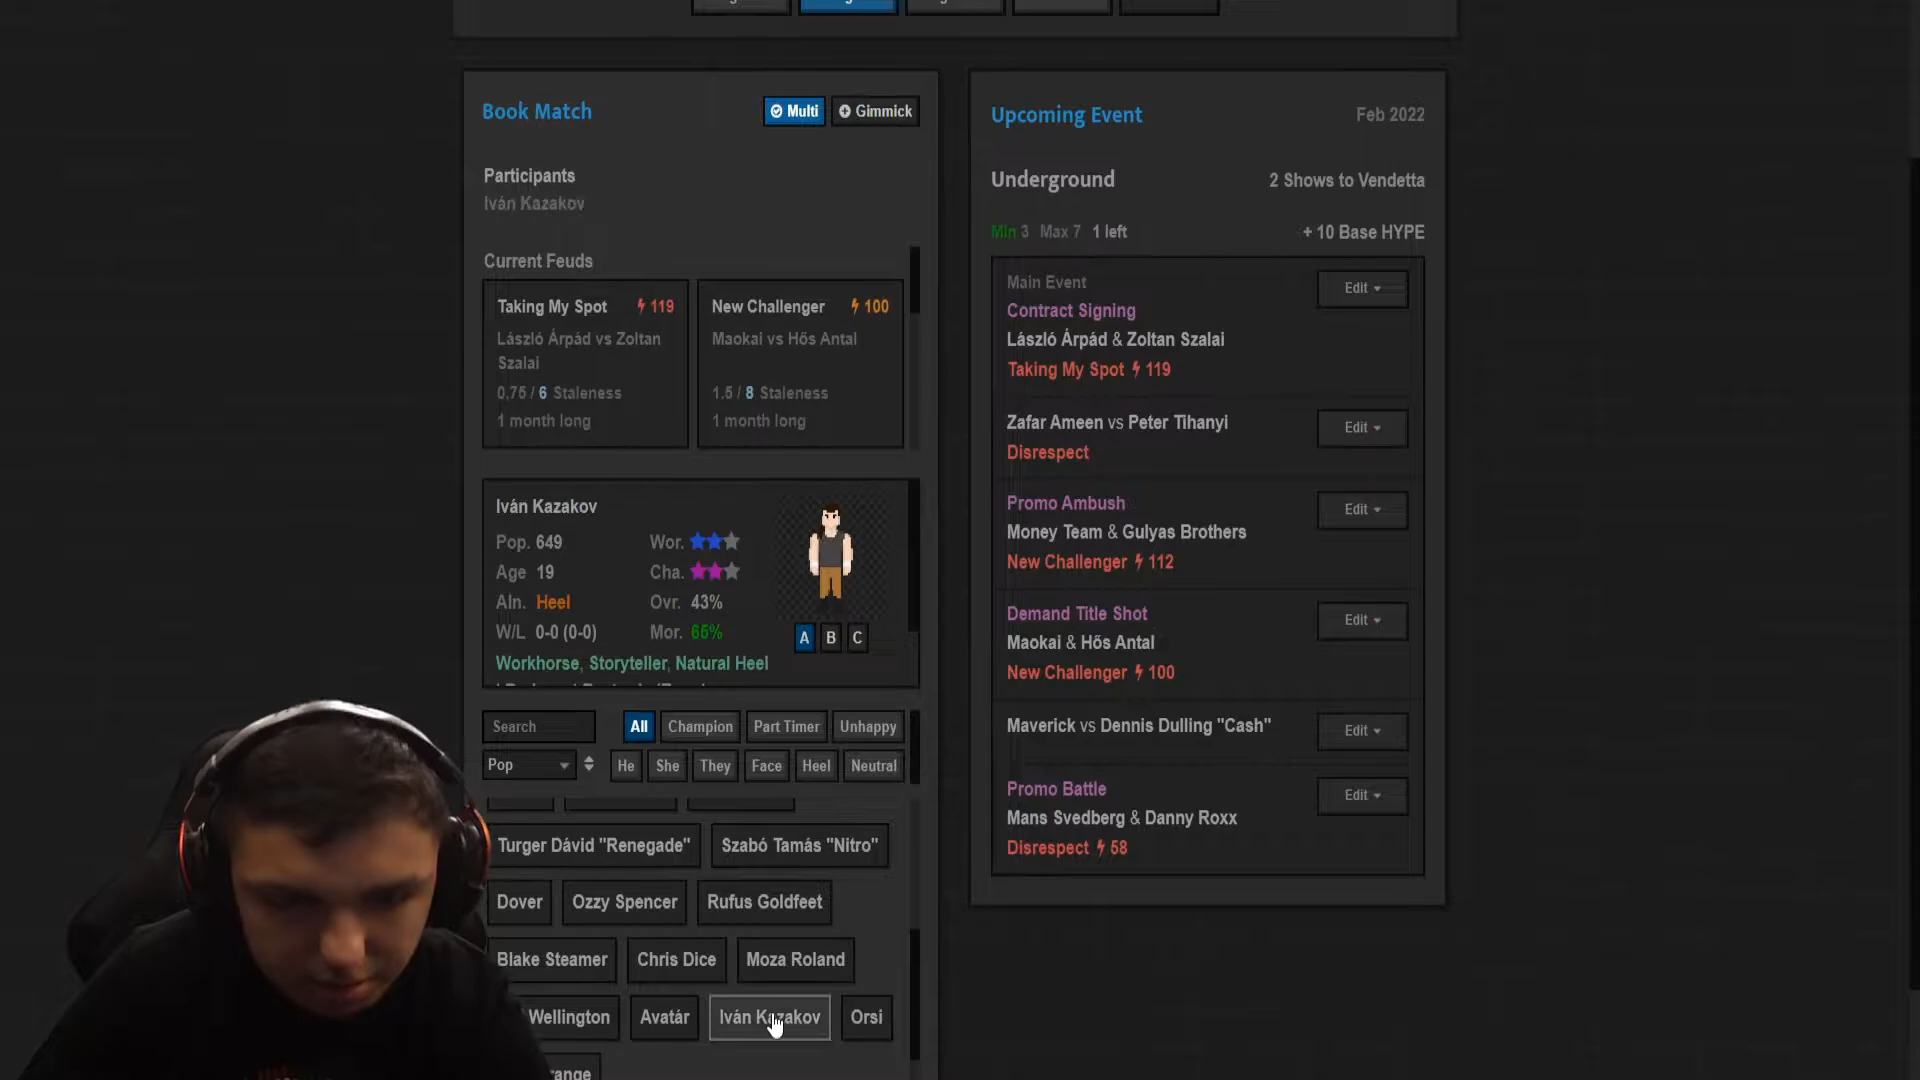 Book Match
Multi
Gimmick
Participants
Iván Kazakov
Current Feuds
Taking My Spot 119
László Árpád vs Zoltan
Szalai
0.75 / 6 Staleness
1 month long
New Challenger 100
Maokai vs Hős Antal
1.5 / 8 Staleness
1 month long
Iván Kazakov
Pop. 649
Wor.
Age 19
Cha.
Aln. Heel
Ovr. 43%
W/L 0-0 (0-0)
Mor. 65%
A B C
Workhorse, Storyteller, Natural Heel
Search
All
Champion
Part Timer
Unhappy
Pop
He
She
They
Face
Heel
Neutral
Turger Dávid "Renegade"
Szabó Tamás "Nitro"
Dover
Ozzy Spencer
Rufus Goldfeet
Blake Steamer
Chris Dice
Moza Roland
Wellington
Avatár
Iván Kazakov
Orsi
Upcoming Event
Feb 2022
Underground
2 Shows to Vendetta
Min 3 Max 7 1 left
+ 10 Base HYPE
Main Event
Contract Signing
László Árpád & Zoltan Szalai
Taking My Spot 119
Edit
Zafar Ameen vs Peter Tihanyi
Disrespect
Edit
Promo Ambush
Money Team & Gulyas Brothers
New Challenger 112
Edit
Demand Title Shot
Maokai & Hős Antal
New Challenger 100
Edit
Maverick vs Dennis Dulling "Cash"
Edit
Promo Battle
Mans Svedberg & Danny Roxx
Disrespect 58
Edit